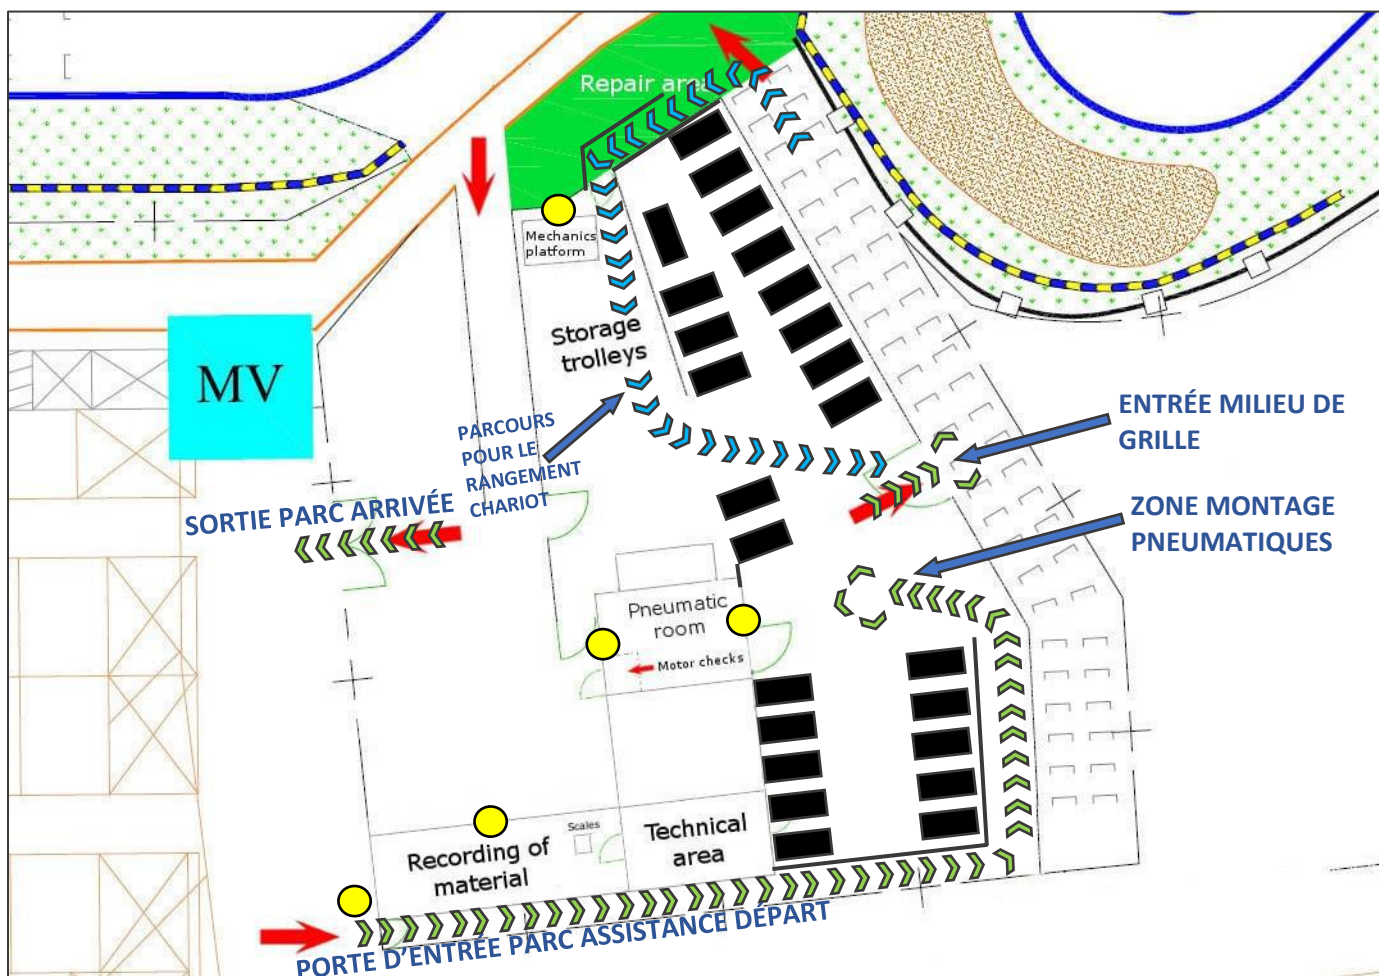 Repair area
Mechanics
platform
Storage
trolleys
MV
ENTRÉE MILIEU DE
GRILLE
PARCOURS
POUR LE
RANGEMENT
CHARIOT
SORTIE PARC ARRIVÉE
ZONE MONTAGE
PNEUMATIQUES
Pneumatic
room
Motor checks
Scales
Recording of
material
Technical
area
PORTE D'ENTRÉE PARC ASSISTANCE DÉPART